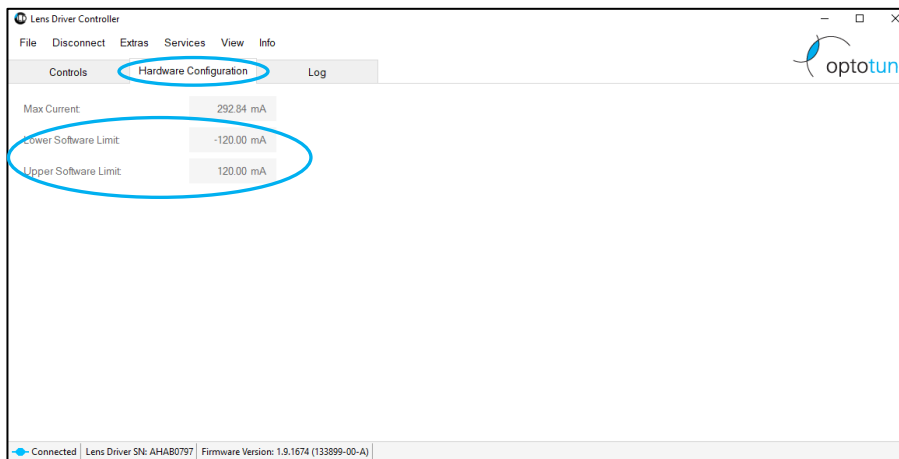 Lens Driver Controller
File Disconnect Extras Services View Info
optotun
Controls Hardware Configuration Log
Max Current: 292.84 mA
Lower Software Limit: -120.00 mA
Upper Software Limit: 120.00 mA
Connected Lens Driver SN: AHAB0797 Firmware Version: 1.9.1674 (133899-00-A)